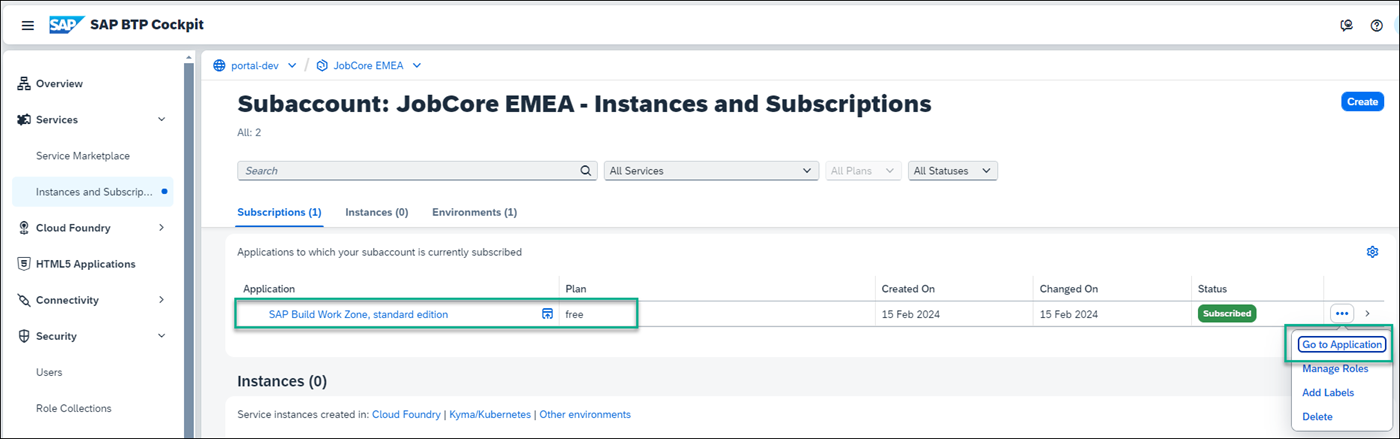 SAP SAP BTP Cockpit
Overview
Services
Service Marketplace
Instances and Subscrip...
Cloud Foundry
HTML5 Applications
Connectivity
Security
Users
Role Collections
portal-dev / JobCore EMEA
Subaccount: JobCore EMEA - Instances and Subscriptions
Create
All: 2
Search All Services All Plans All Statuses
Subscriptions (1) Instances (0) Environments (1)
Applications to which your subaccount is currently subscribed
Application Plan Created On Changed On Status
SAP Build Work Zone, standard edition free 15 Feb 2024 15 Feb 2024 Subscribed
Go to Application
Manage Roles
Add Labels
Delete
Instances (0)
Service instances created in: Cloud Foundry | Kyma/Kubernetes | Other environments